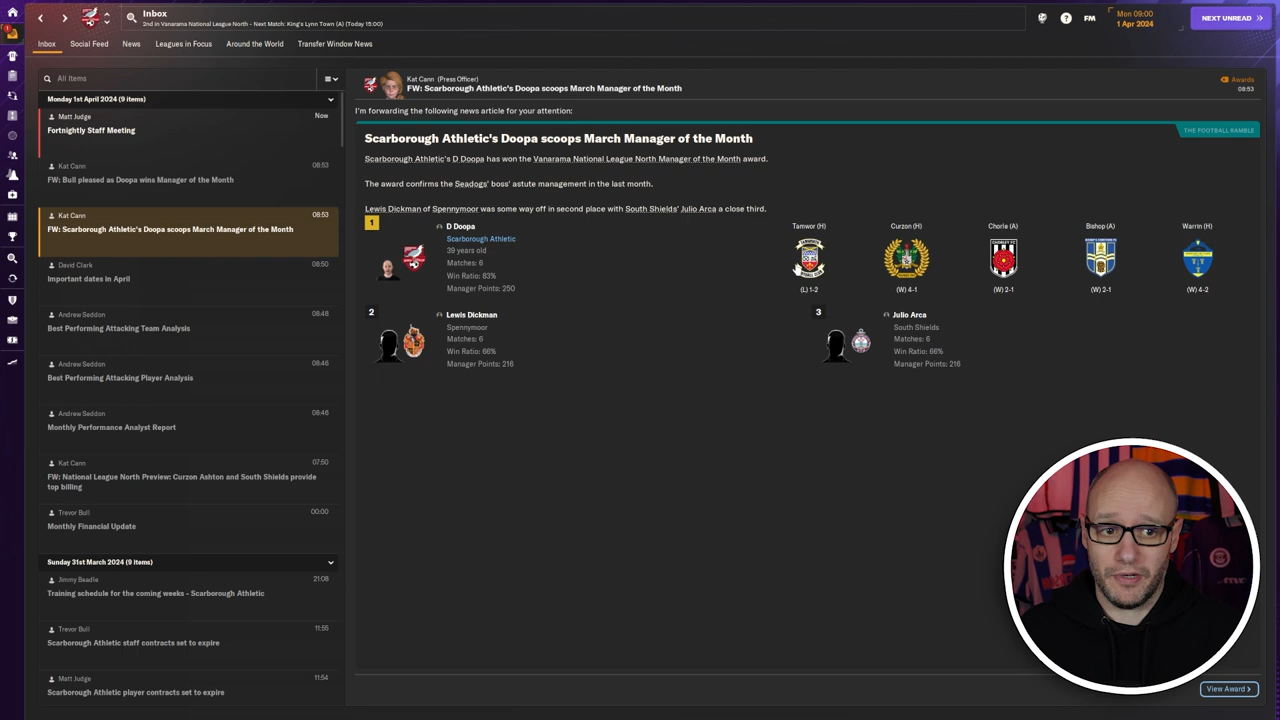 Inbox
2nd in Vanarama National League North - Next Match: King's Lynn Town (A) (Today 15:00)
FM
Mon 09:00
1 Apr 2024
NEXT UNREAD
Inbox
Social Feed
News
Leagues in Focus
Around the World
Transfer Window News
All Items
Monday 1st April 2024 (9 items)
Matt Judge
Now
Fortnightly Staff Meeting
Kat Cann
08:53
FW: Bull pleased as Doopa wins Manager of the Month
Kat Cann
08:53
FW: Scarborough Athletic's Doopa scoops March Manager of the Month
David Clark
08:50
Important dates in April
Andrew Seddon
08:48
Best Performing Attacking Team Analysis
Andrew Seddon
08:46
Best Performing Attacking Player Analysis
Andrew Seddon
08:46
Monthly Performance Analyst Report
Kat Cann
07:50
FW: National League North Preview: Curzon Ashton and South Shields provide
top billing
Trevor Bull
00:00
Monthly Financial Update
Sunday 31st March 2024 (9 items)
Jimmy Beadle
21:08
Training schedule for the coming weeks - Scarborough Athletic
Trevor Bull
11:55
Scarborough Athletic staff contracts set to expire
Matt Judge
11:54
Scarborough Athletic player contracts set to expire
Kat Cann (Press Officer)
FW: Scarborough Athletic's Doopa scoops March Manager of the Month
Awards
08:53
I'm forwarding the following news article for your attention:
THE FOOTBALL RAMBLE
Scarborough Athletic's Doopa scoops March Manager of the Month
Scarborough Athletic's D Doopa has won the Vanarama National League North Manager of the Month award.
The award confirms the Seadogs' boss' astute management in the last month.
Lewis Dickman of Spennymoor was some way off in second place with South Shields' Julio Arca a close third.
1
D Doopa
Scarborough Athletic
39 years old
Matches: 6
Win Ratio: 83%
Manager Points: 250
Tamwor (H)
Curzon (H)
Chorle (A)
Bishop (A)
Warrin (H)
(L) 1-2
(W) 4-1
(W) 2-1
(W) 2-1
(W) 4-2
2
Lewis Dickman
Spennymoor
Matches: 6
Win Ratio: 66%
Manager Points: 216
3
Julio Arca
South Shields
Matches: 6
Win Ratio: 66%
Manager Points: 216
View Award